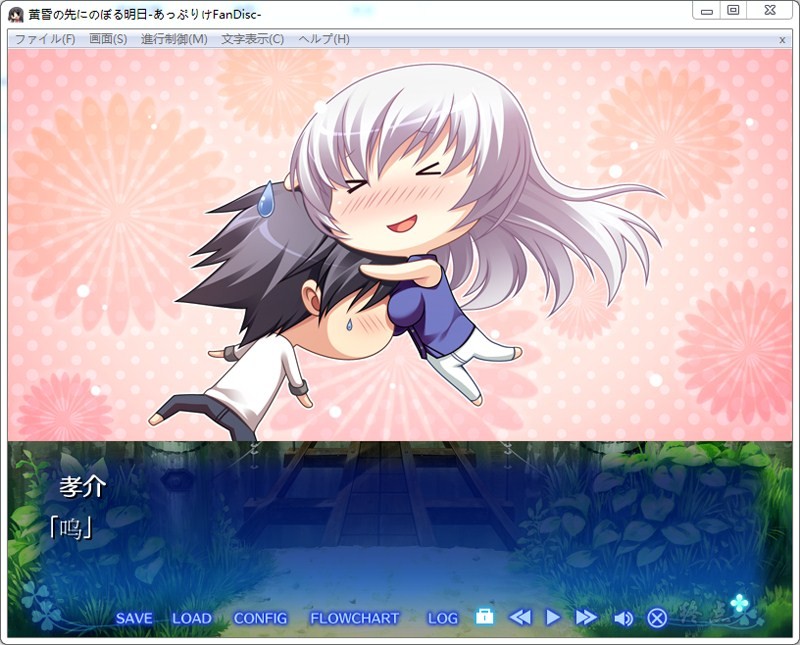 黄昏の先にのぼる明日-あっぷりけFanDisc-
ファイル(F) 画面(S) 進行制御(M) 文字表示(C) ヘルプ(H) x
孝介
「呜」
SAVE LOAD CONFIG FLOWCHART LOG